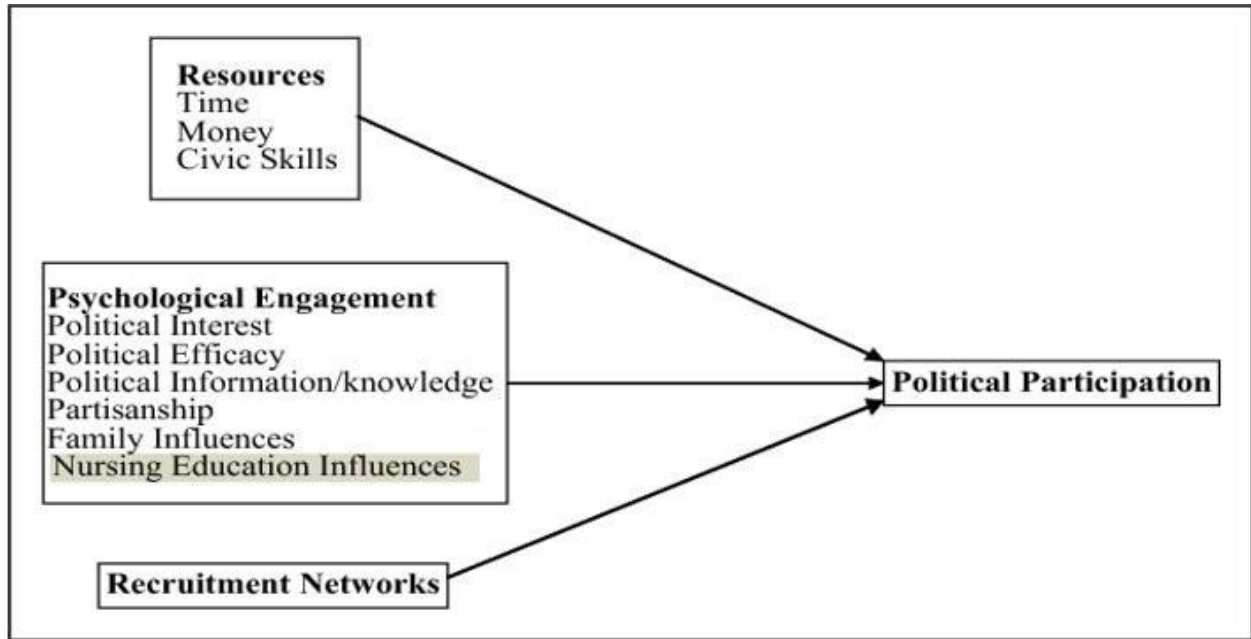 Resources
Time
Money
Civic Skills
Psychological Engagement
Political Interest
Political Efficacy
Political Information/knowledge
Partisanship
Family Influences
Nursing Education Influences
Political Participation
Recruitment Networks